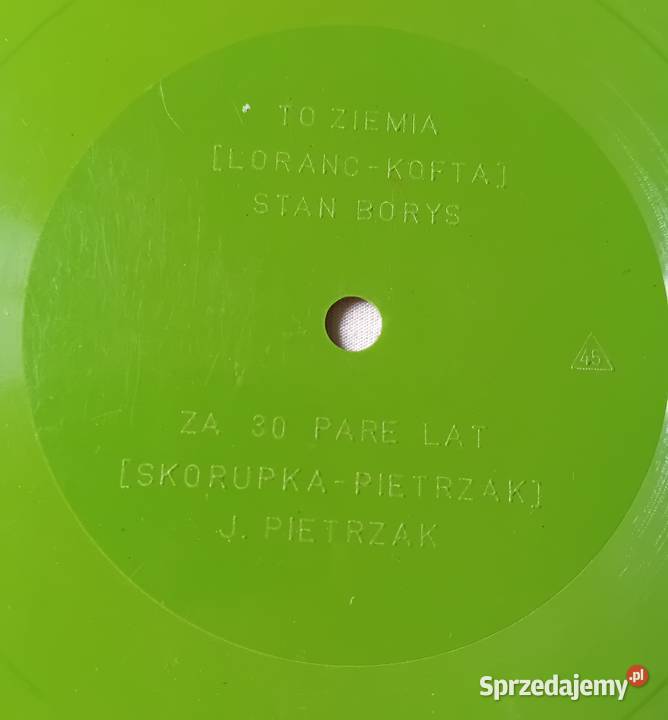 TO ZIEMIA
[LORANC-KOFTA]
STAN BORYS
45
ZA 30 PARE LAT
[SKORUPKA-PIETRZAK]
J. PIETRZAK
Sprzedajemy.pl